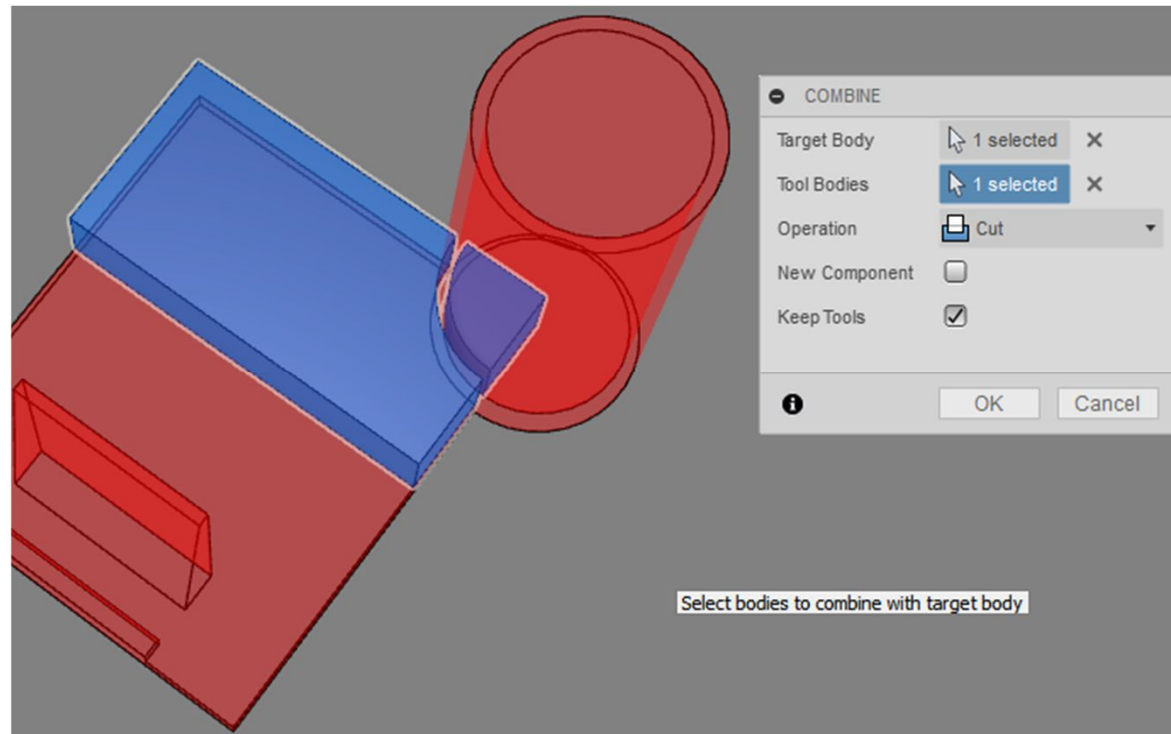 COMBINE
Target Body 1 selected
Tool Bodies 1 selected
Operation Cut
New Component
Keep Tools
OK Cancel
Select bodies to combine with target body